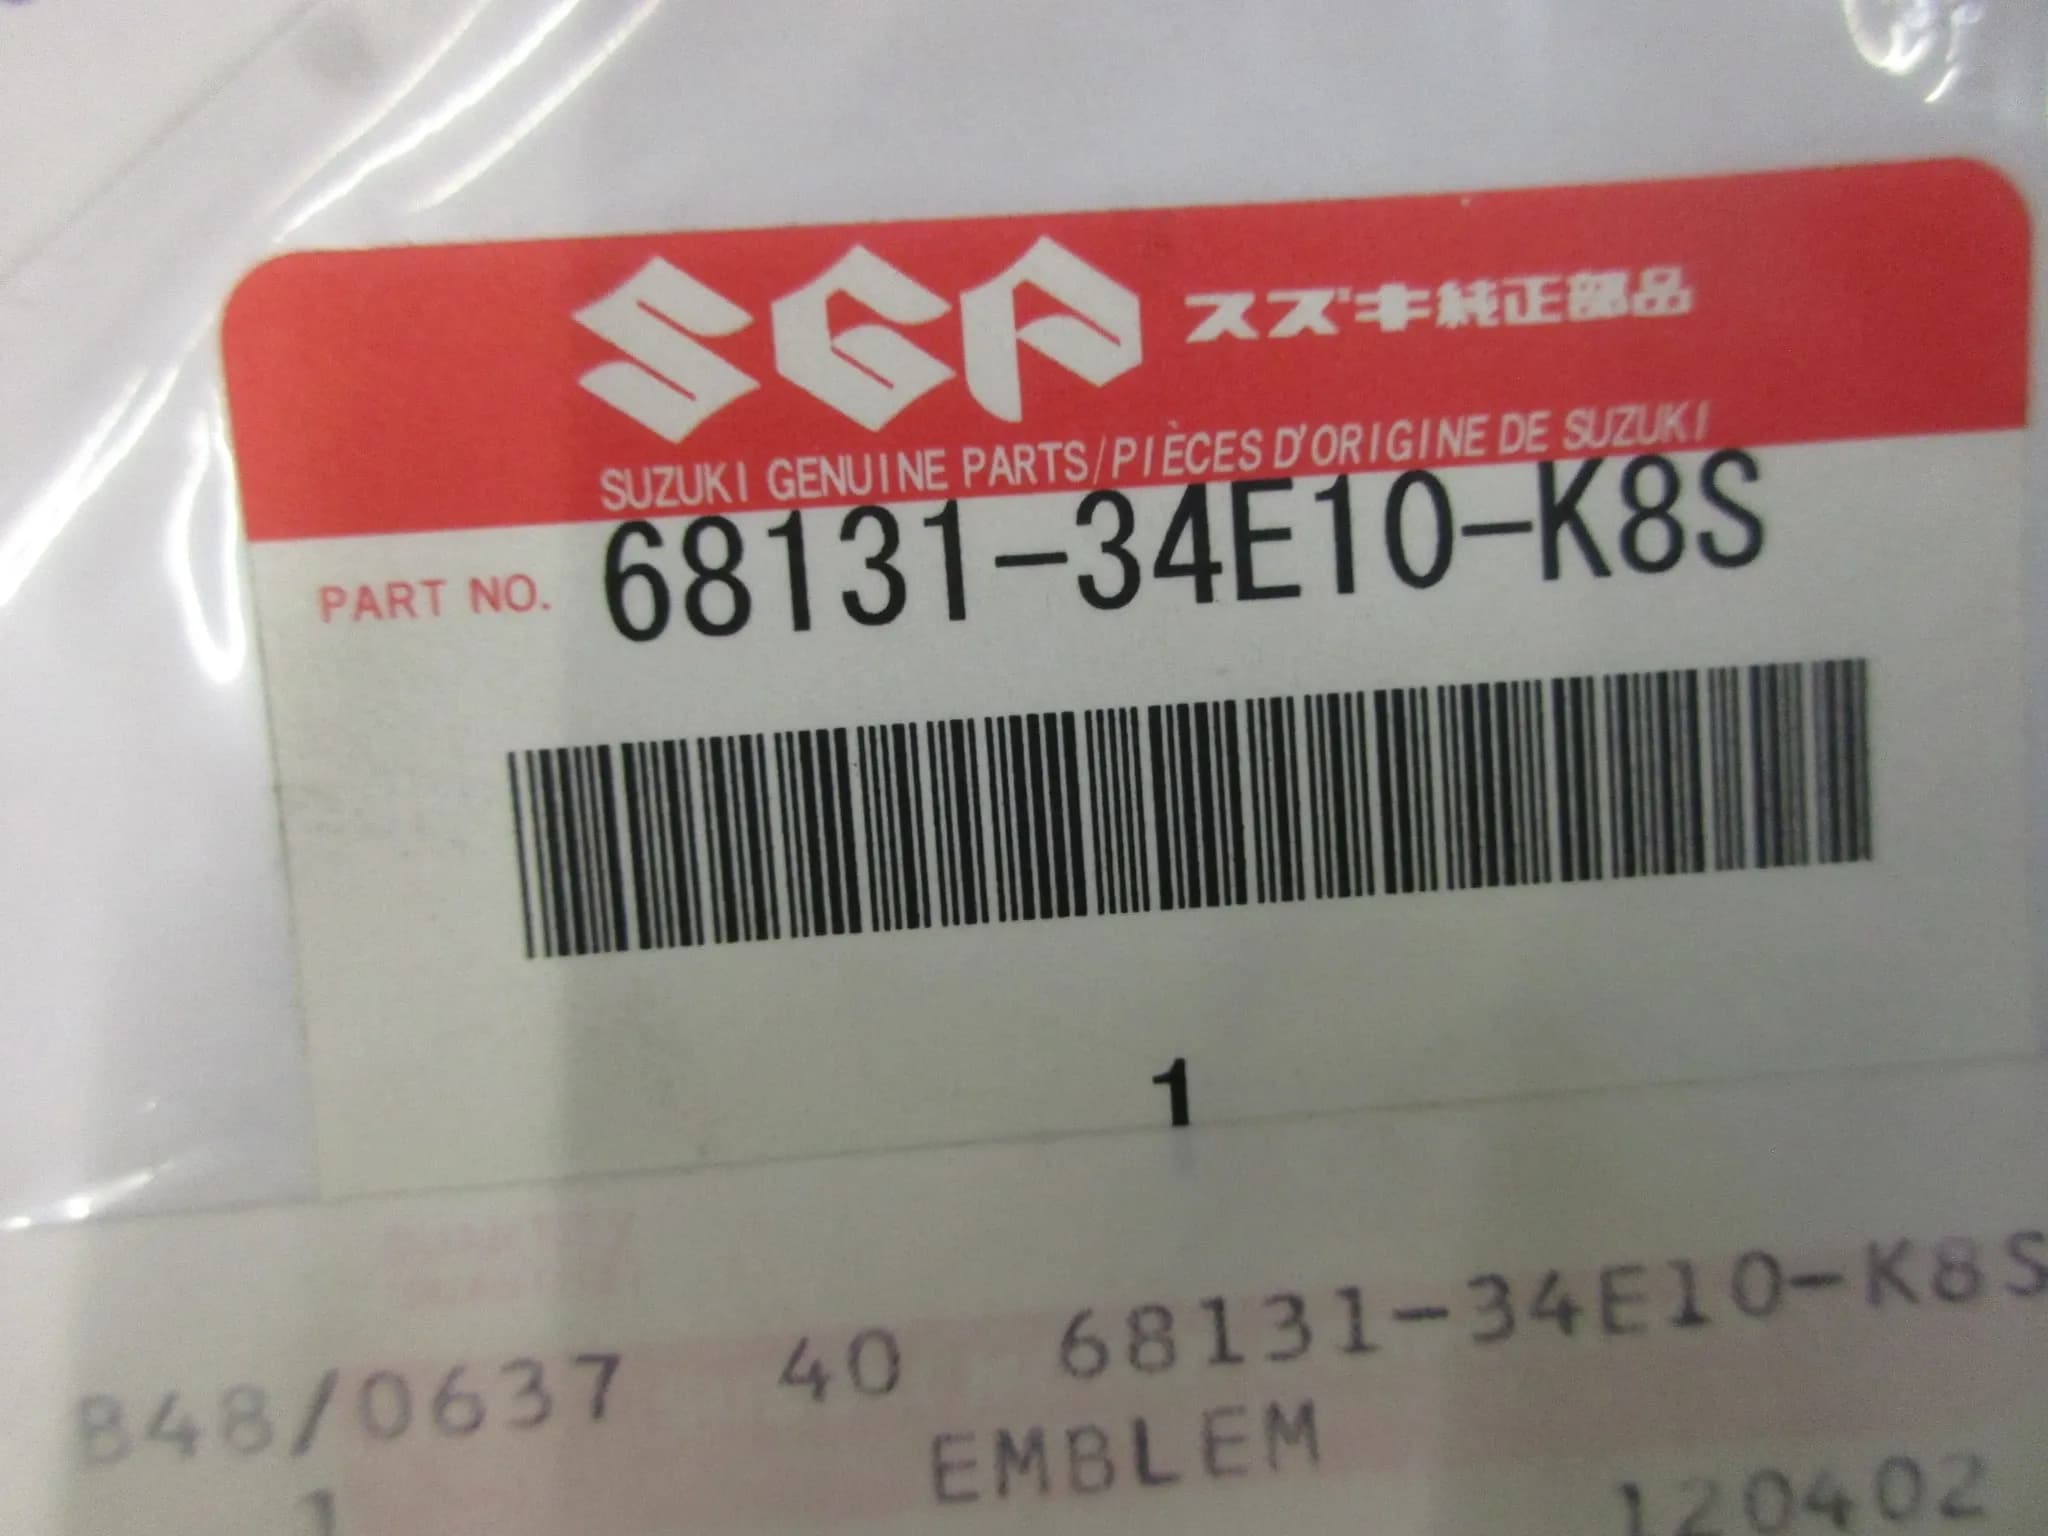 SGP スズキ純正部品
SUZUKI GENUINE PARTS/PIÈCES D'ORIGINE DE SUZUKI
PART NO. 68131-34E10-K8S
1
B48/0637 40 68131-34E10-K8S
EMBLEM
1 120402